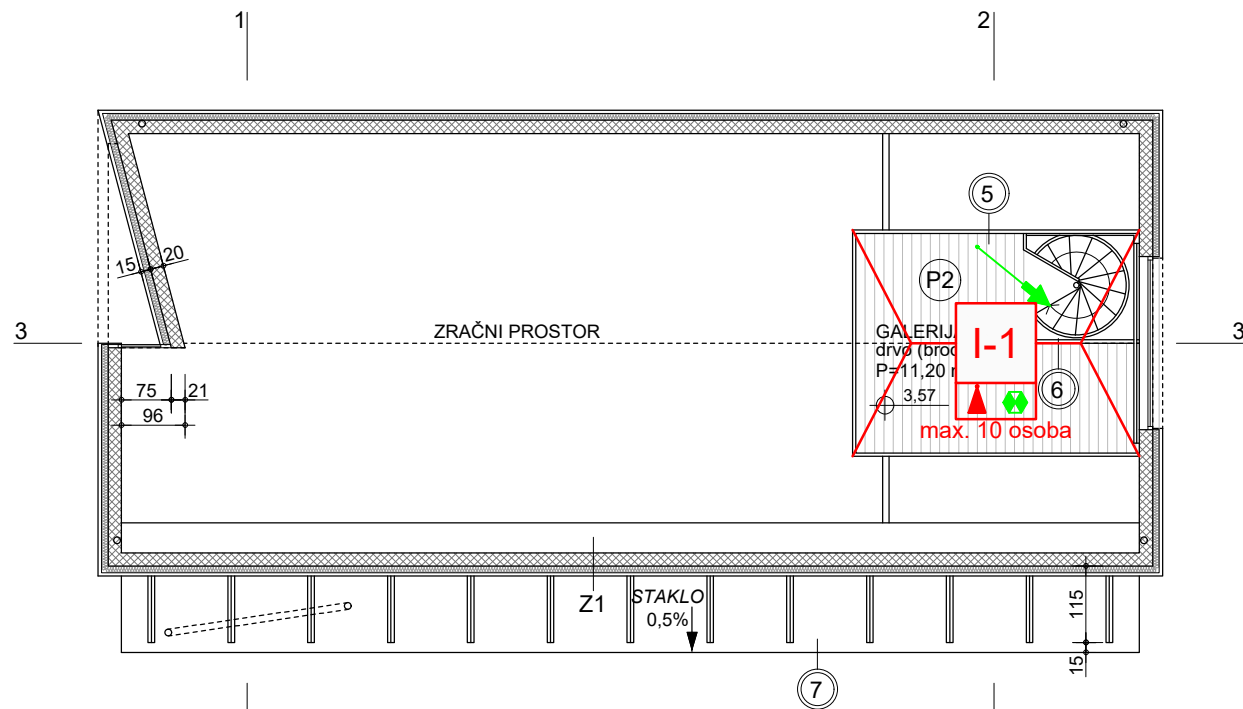 1
2
5
20
15
P2
3
ZRAČNI PROSTOR
GALERIJA
I-1
3
drvo (brod
P=11,20
6
75
21
3,57
96
max. 10 osoba
Z1
STAKLO
0,5%
115
15
7